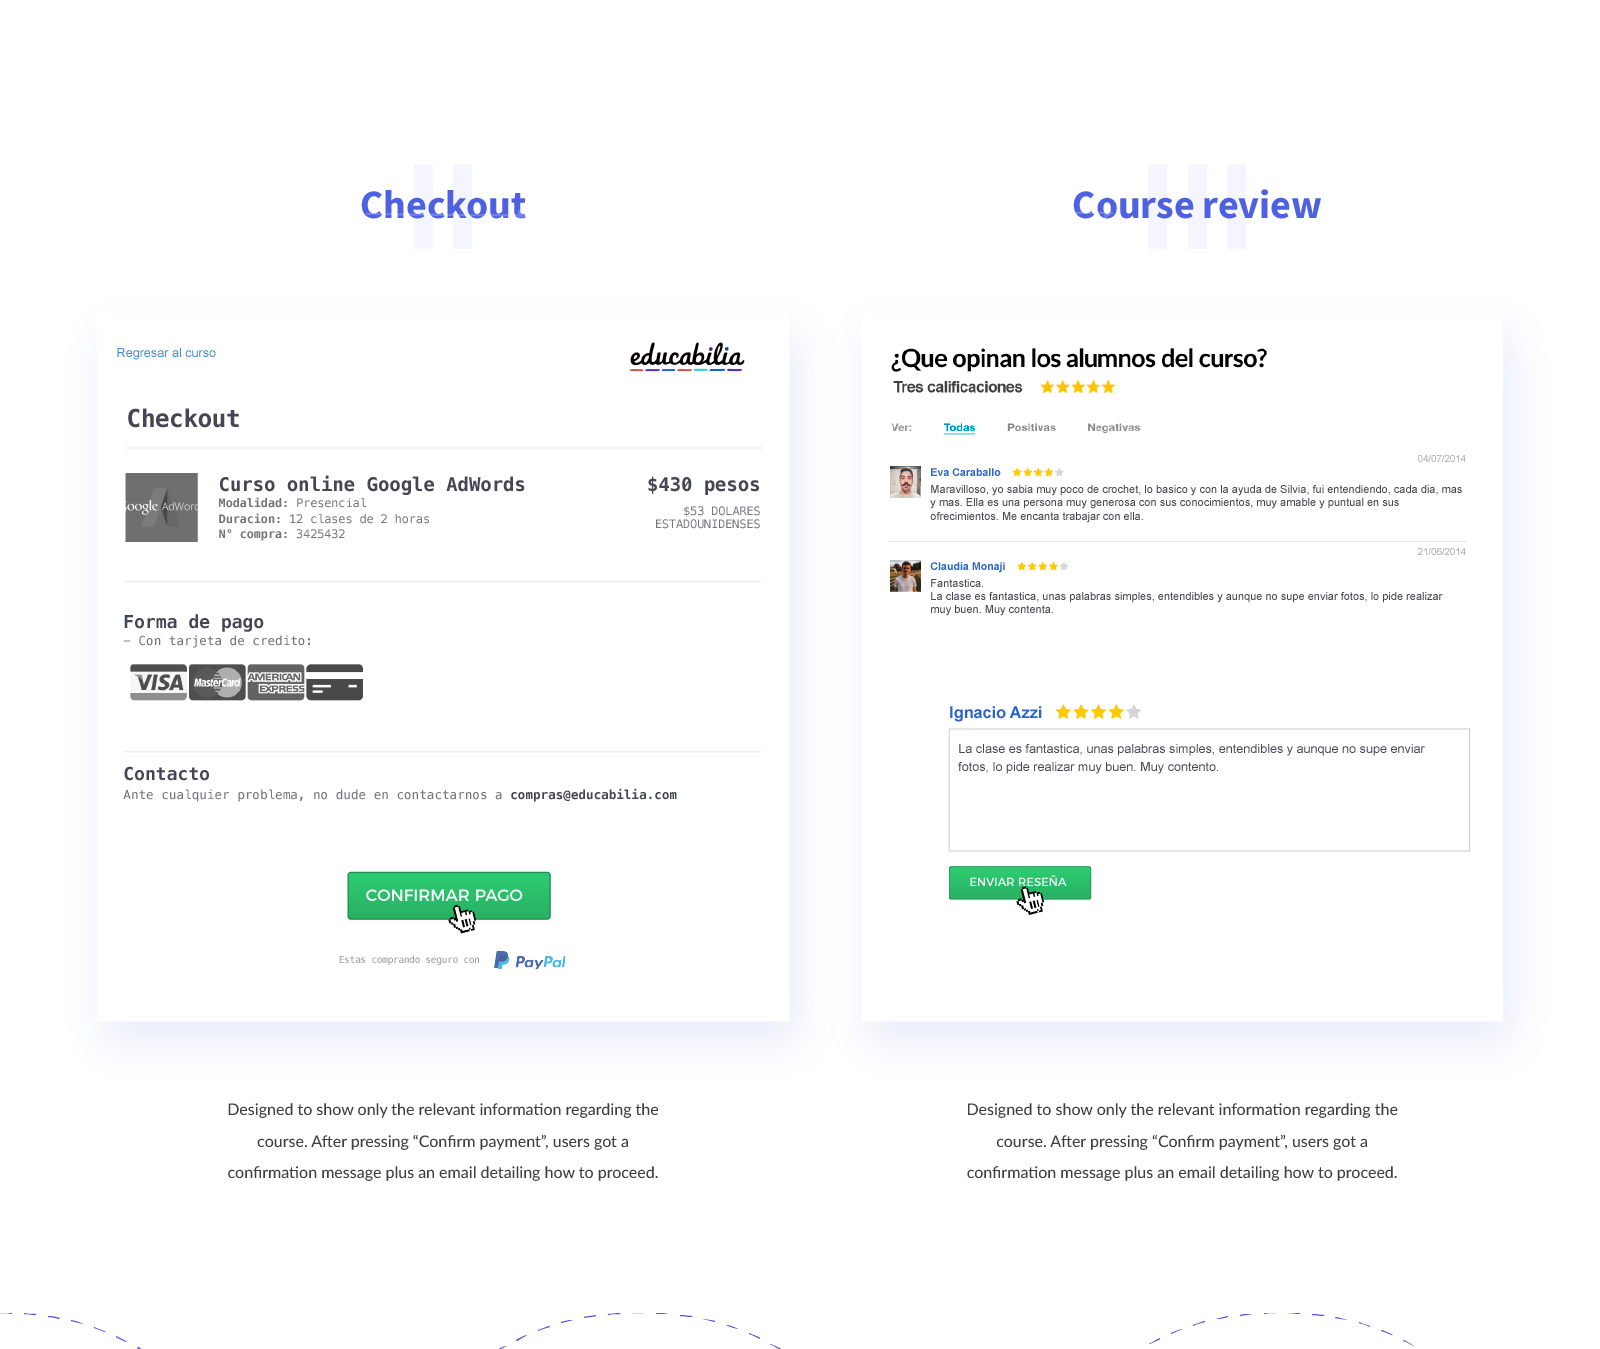 Checkout
Regresar al curso
educabilia
Checkout
Google AdWords
Curso online Google AdWords
$430 pesos
Modalidad: Presencial
Duracion: 12 clases de 2 horas
N° compra: 3425432
$53 DOLARES
ESTADOUNIDENSES
Forma de pago
– Con tarjeta de credito:
VISA
MasterCard
AMERICAN
EXPRESS
Contacto
Ante cualquier problema, no dude en contactarnos a compras@educabilia.com
CONFIRMAR PAGO
Estas comprando seguro con PayPal
Designed to show only the relevant information regarding the
course. After pressing “Confirm payment”, users got a
confirmation message plus an email detailing how to proceed.
Course review
¿Que opinan los alumnos del curso?
Tres calificaciones
Ver: Todas Positivas Negativas
04/07/2014
Eva Caraballo
Maravilloso, yo sabia muy poco de crochet, lo basico y con la ayuda de Silvia, fui entendiendo, cada dia, mas
y mas. Ella es una persona muy generosa con sus conocimientos, muy amable y puntual en sus
ofrecimientos. Me encanta trabajar con ella.
21/06/2014
Claudia Monaji
Fantastica.
La clase es fantastica, unas palabras simples, entendibles y aunque no supe enviar fotos, lo pide realizar
muy buen. Muy contenta.
Ignacio Azzi
La clase es fantastica, unas palabras simples, entendibles y aunque no supe enviar
fotos, lo pide realizar muy buen. Muy contento.
ENVIAR RESEÑA
Designed to show only the relevant information regarding the
course. After pressing “Confirm payment”, users got a
confirmation message plus an email detailing how to proceed.